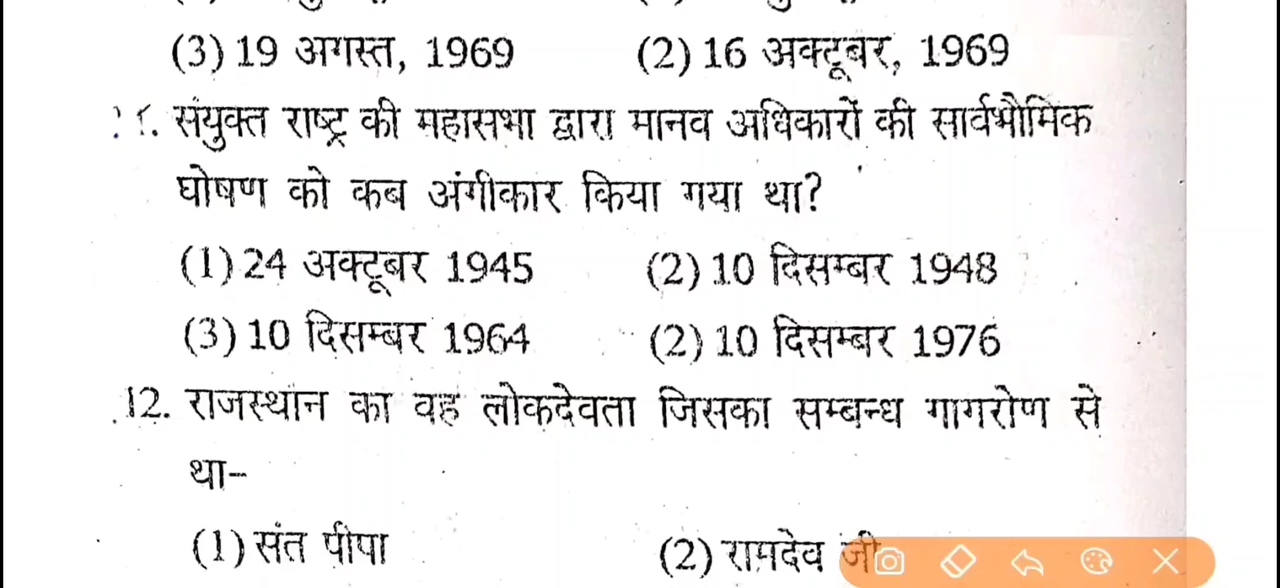 (3) 19 अगस्त, 1969 (2) 16 अक्टूबर, 1969
संयुक्त राष्ट्र की महासभा द्वारा मानव अधिकारों की सार्वभौमिक
घोषण को कब अंगीकार किया गया था?
(1) 24 अक्टूबर 1945 (2) 10 दिसम्बर 1948
(3) 10 दिसम्बर 1964 (2) 10 दिसम्बर 1976
12. राजस्थान का वह लोकदेवता जिसका सम्बन्ध गागरोण से
था-
(1) संत पीपा (2) रामदेव जी